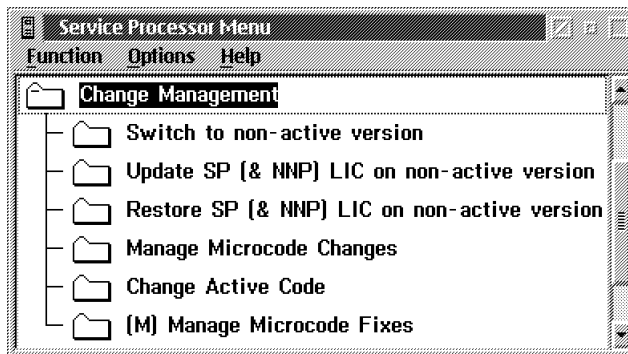 Service Processor Menu
Function Options Help
Change Management
Switch to non-active version
Update SP (& NNP) LIC on non-active version
Restore SP (& NNP) LIC on non-active version
Manage Microcode Changes
Change Active Code
(M) Manage Microcode Fixes